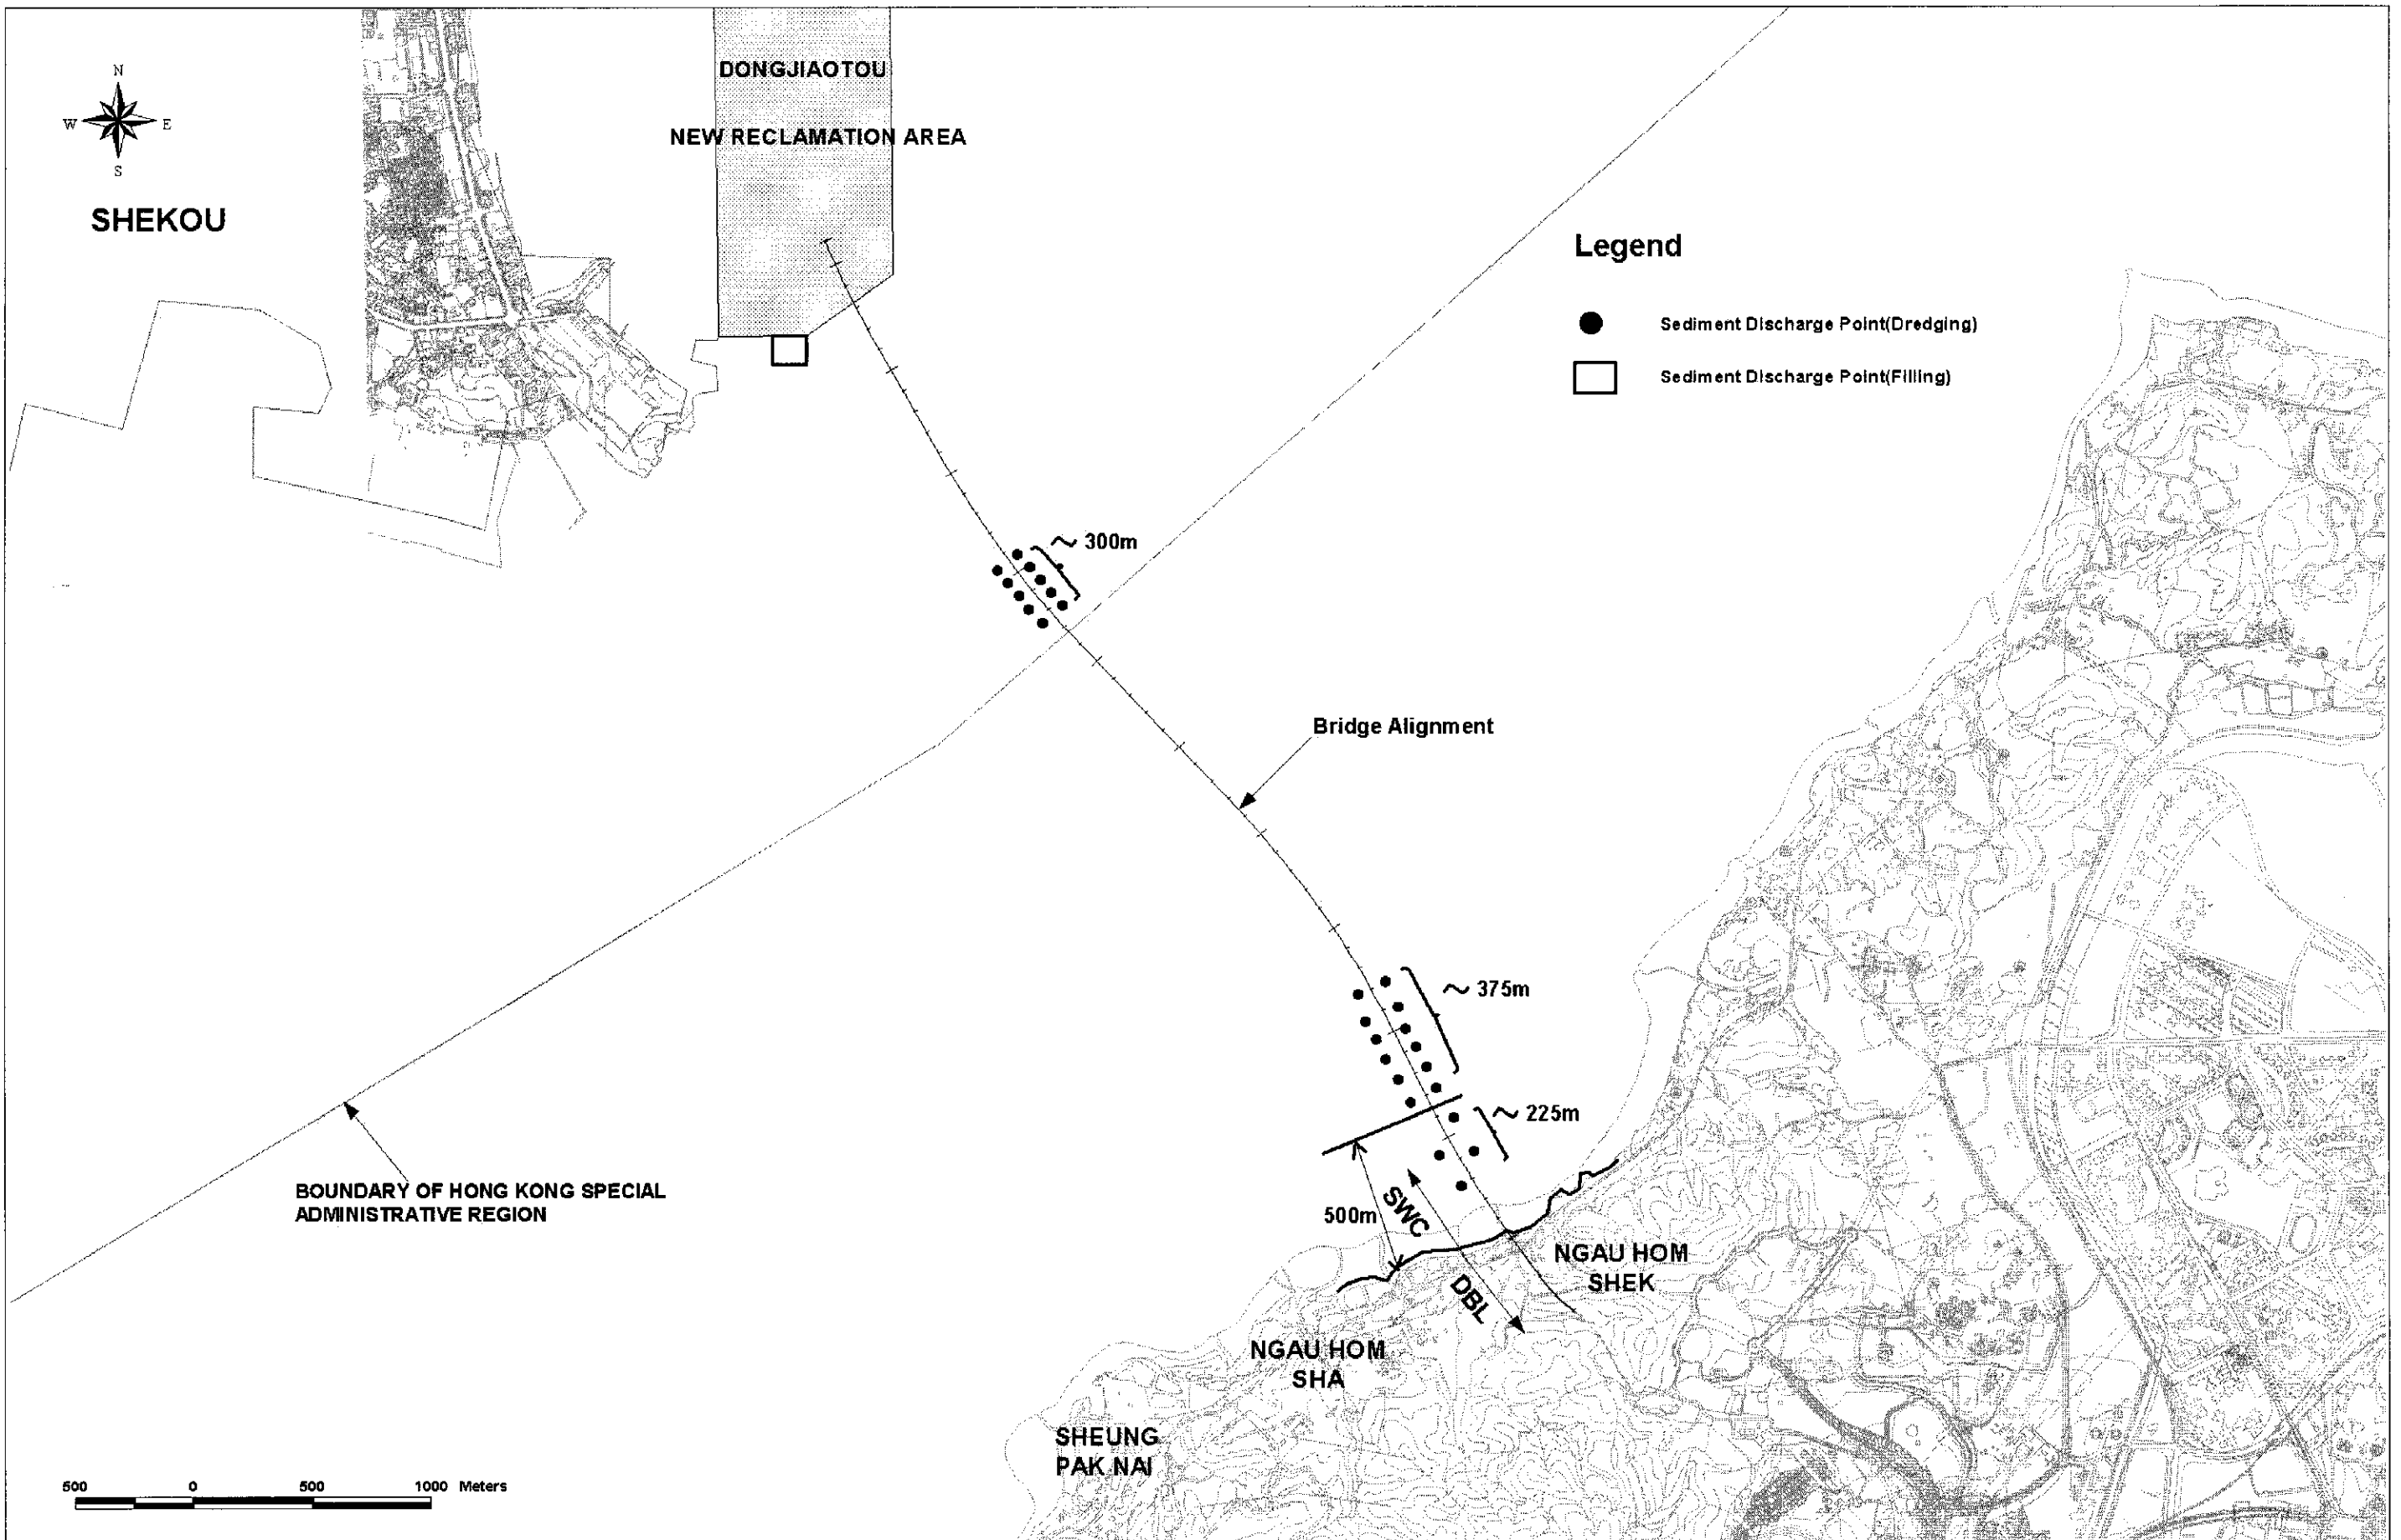 DONGJIAOTOU
NEW RECLAMATION AREA
N
W
E
S
SHEKOU
Legend
Sediment Discharge Point(Dredging)
Sediment Discharge Point(Filling)
~ 300m
Bridge Alignment
~ 375m
~ 225m
BOUNDARY OF HONG KONG SPECIAL
ADMINISTRATIVE REGION
500m
SWC
DBL
NGAU HOM
SHEK
NGAU HOM
SHA
SHEUNG
PAK NAI
500 0 500 1000 Meters